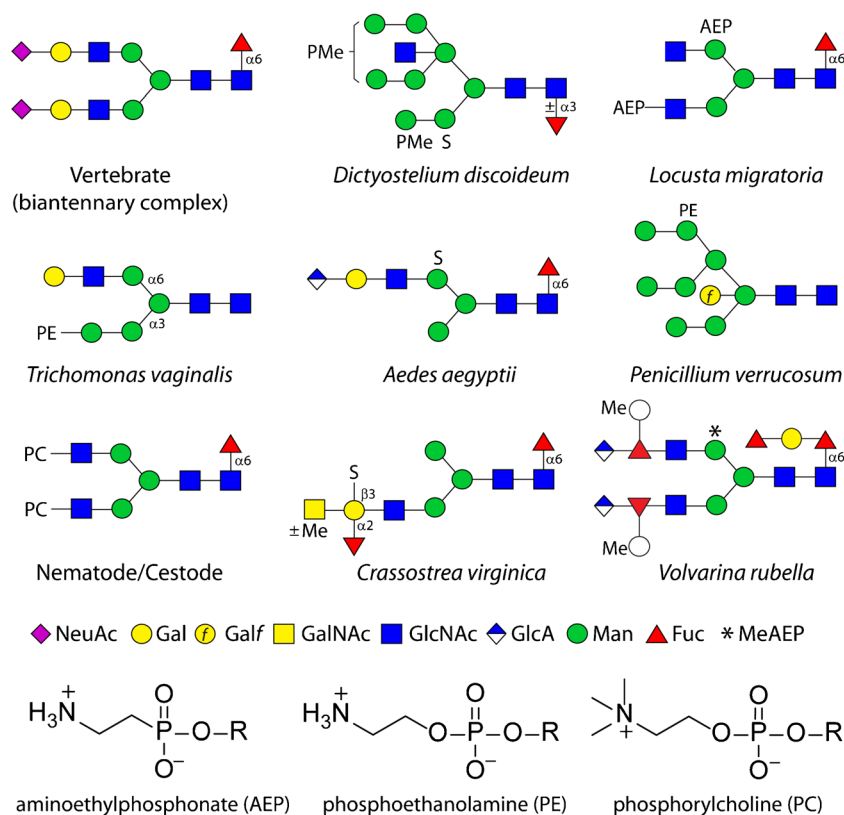 α6
Vertebrate
(biantennary complex)
PMe
± α3
PMe S
Dictyostelium discoideum
AEP
α6
AEP
Locusta migratoria
α6
α3
PE
Trichomonas vaginalis
S
α6
Aedes aegyptii
PE
f
Penicillium verrucosum
PC
α6
PC
Nematode/Cestode
S
β3
α2
±Me
α6
Crassostrea virginica
Me
*
α6
Me
Volvarina rubella
NeuAc Gal f Galf GalNAc GlcNAc GlcA Man Fuc * MeAEP
H3N+ P O O O− R
aminoethylphosphonate (AEP)
H3N+ O P O O O− R
phosphoethanolamine (PE)
N+ O P O O O− R
phosphorylcholine (PC)